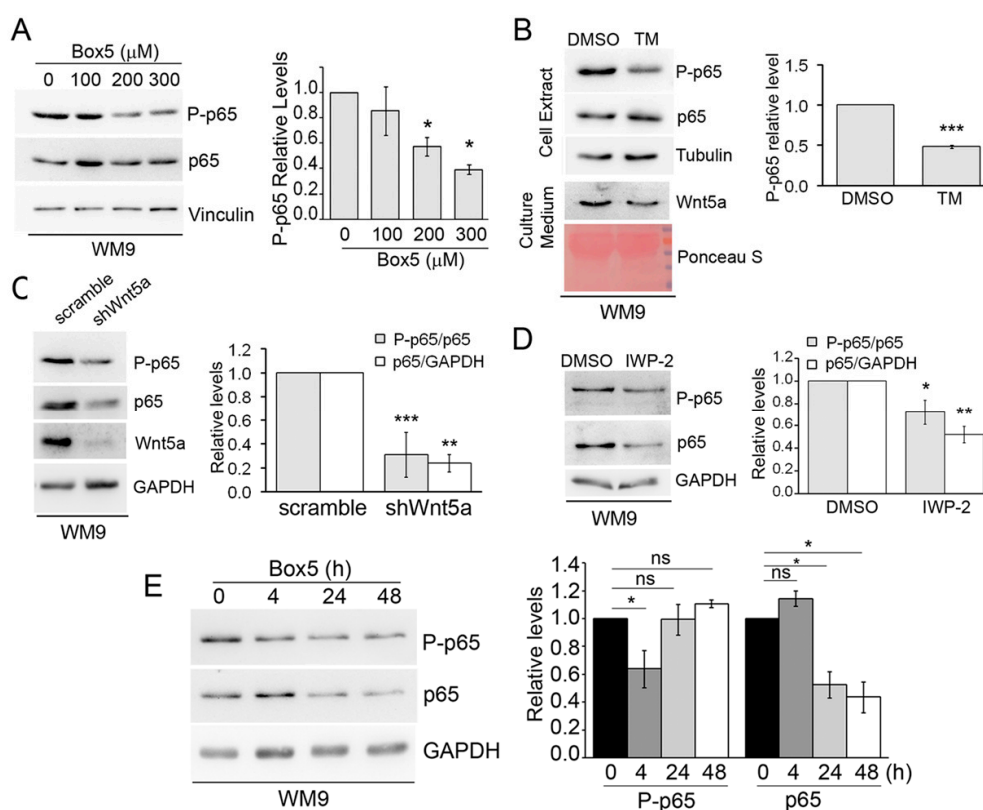 A
Box5 (μM)
0 100 200 300
P-p65
p65
Vinculin
WM9
P-p65 Relative Levels
1.2
1.0
0.8
0.6
0.4
0.2
0.0
* *
0 100 200 300
Box5 (μM)
B
DMSO TM
Cell Extract
P-p65
p65
Tubulin
Culture
Medium
Wnt5a
Ponceau S
WM9
P-p65 relative level
1.5
1.0
0.5
0.0
***
DMSO TM
C
scramble
shWnt5a
P-p65
p65
Wnt5a
GAPDH
WM9
Relative levels
P-p65/p65
p65/GAPDH
1.2
1.0
0.8
0.6
0.4
0.2
0.0
*** **
scramble shWnt5a
D
DMSO IWP-2
P-p65
p65
GAPDH
WM9
Relative levels
P-p65/p65
p65/GAPDH
1.2
1.0
0.8
0.6
0.4
0.2
0.0
* **
DMSO IWP-2
E
Box5 (h)
0 4 24 48
P-p65
p65
GAPDH
WM9
Relative levels
1.4
1.2
1.0
0.8
0.6
0.4
0.2
0.0
ns
ns
*
*
*
ns
0 4 24 48 0 4 24 48 (h)
P-p65 p65